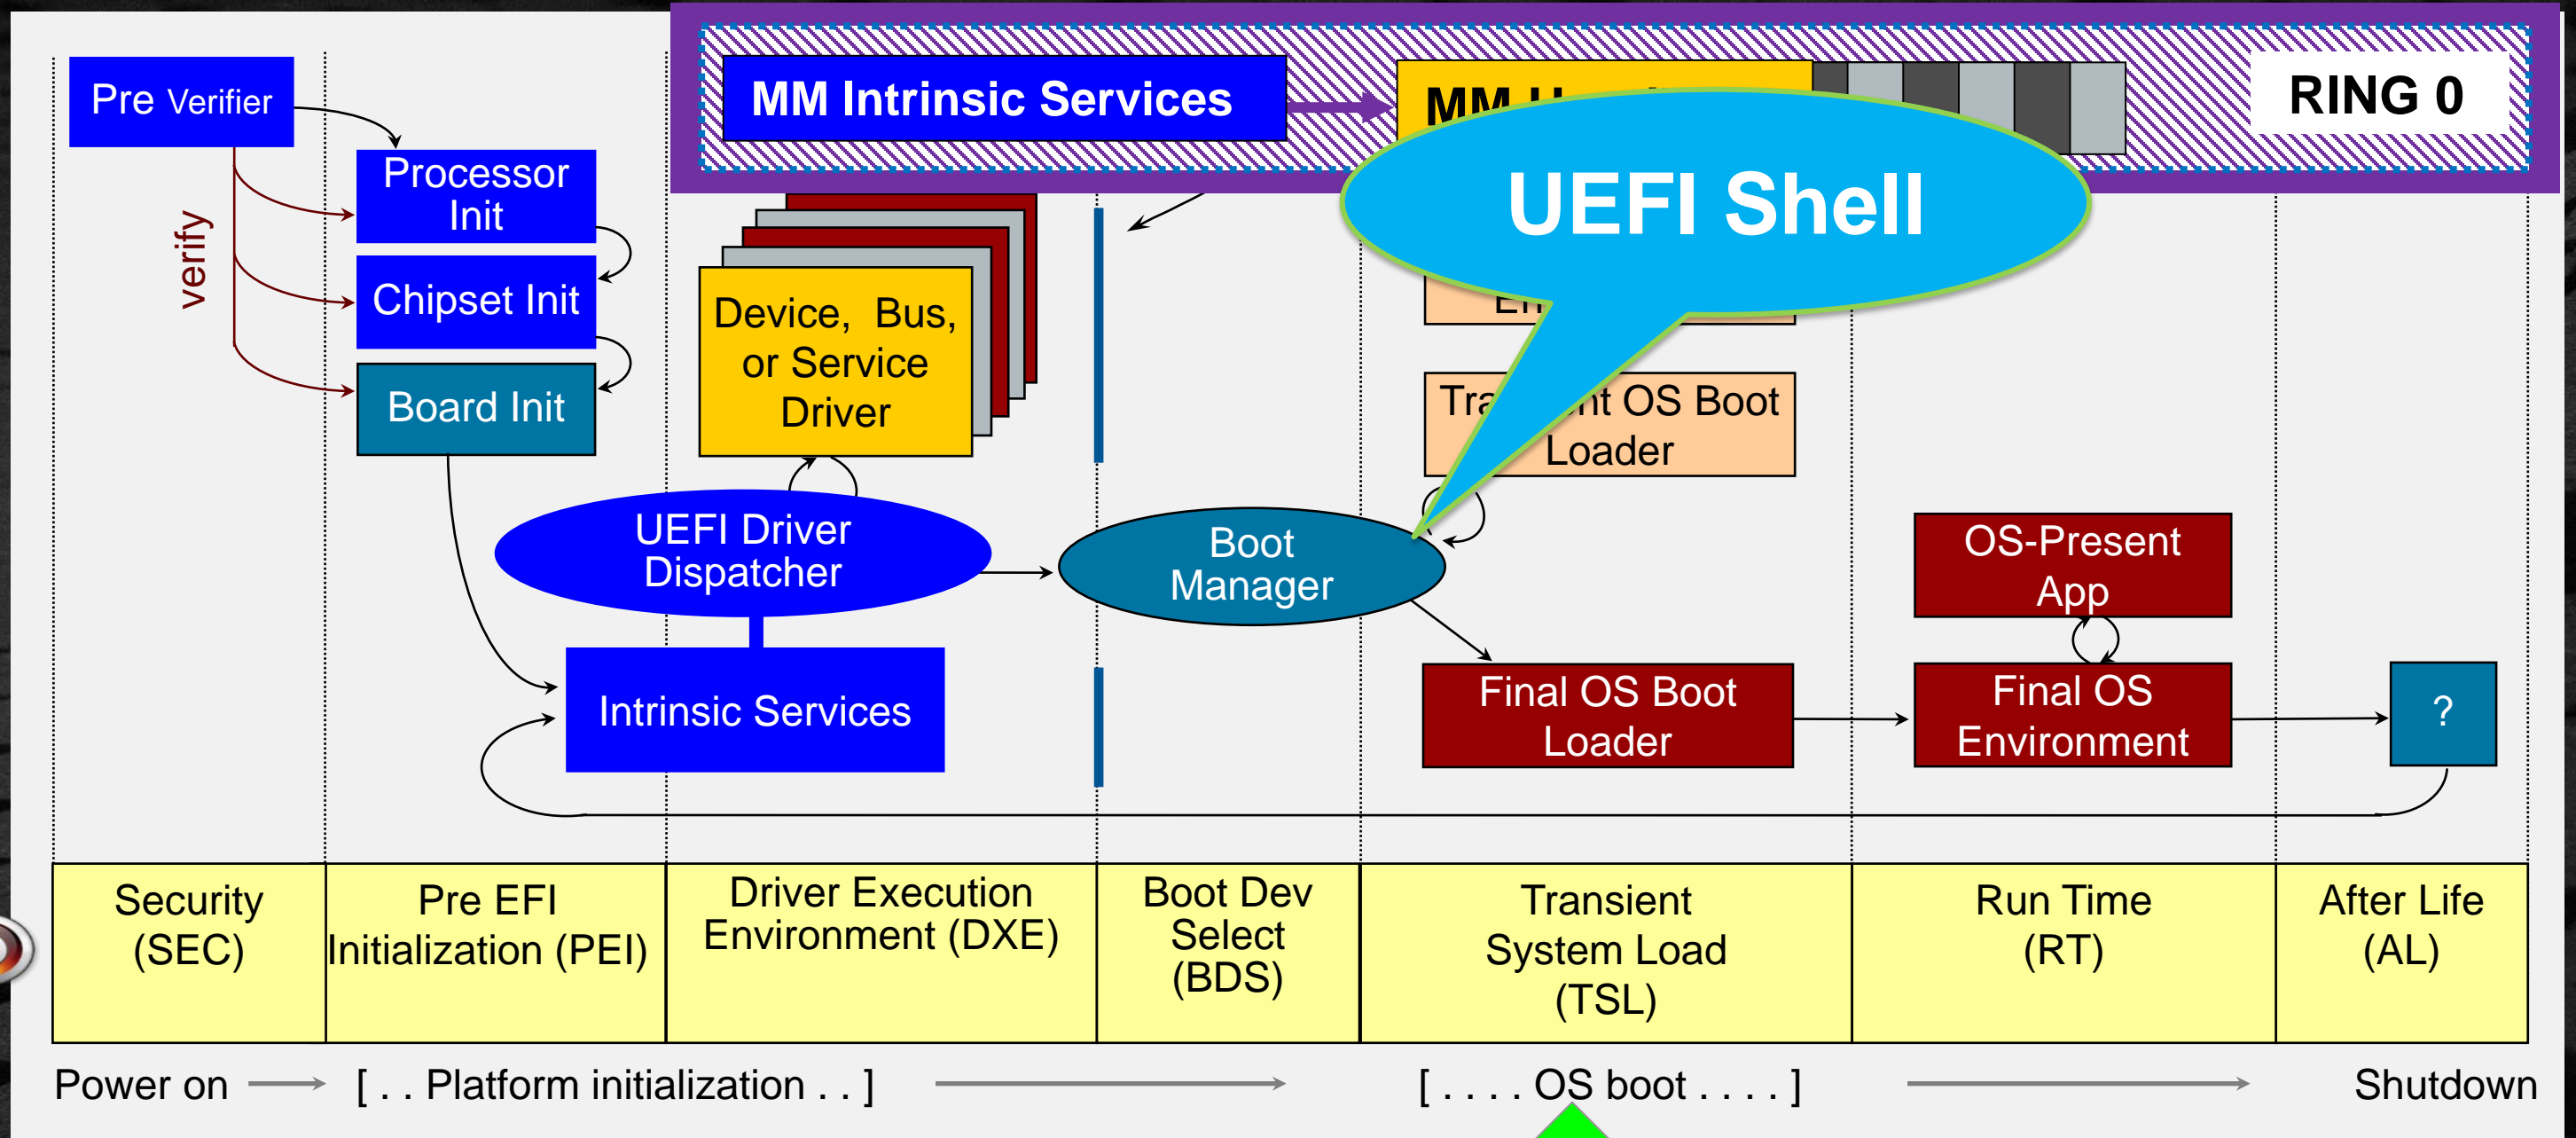 MM Intrinsic Services
MM
RING 0
Pre Verifier
UEFI Shell
Processor
Init
verify
Chipset Init
Device, Bus,
or Service
Driver
Board Init
OS Boot
Loader
UEFI Driver
Dispatcher
Boot
Manager
OS-Present
App
Intrinsic Services
Final OS Boot
Loader
Final OS
Environment
?
Security
(SEC)
Pre EFI
Initialization (PEI)
Driver Execution
Environment (DXE)
Boot Dev
Select
(BDS)
Transient
System Load
(TSL)
Run Time
(RT)
After Life
(AL)
Power on
[ . . Platform initialization . . ]
[ . . . . OS boot . . . . ]
Shutdown